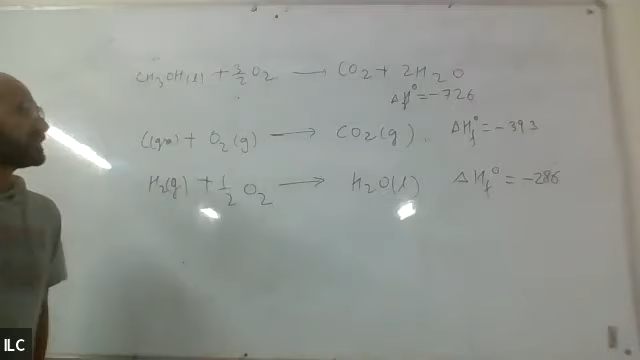 CH₃OH(l) + 3/2 O₂ → CO₂ + 2H₂O
ΔH° = -726
C(gra) + O₂(g) → CO₂(g). ΔH°f = -393
H₂(g) + 1/2 O₂ → H₂O(l) ΔH°f = -286
ILC